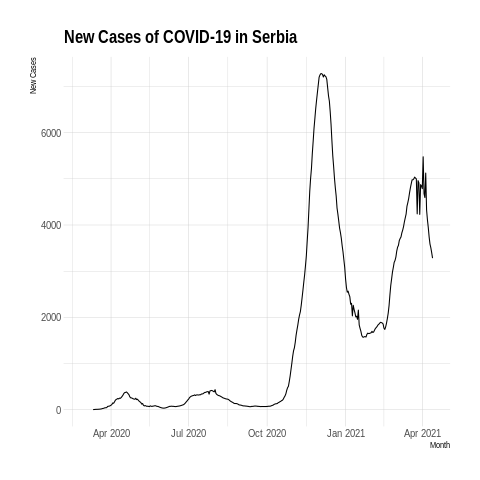 New Cases of COVID-19 in Serbia
New Cases
6000
4000
2000
0
Apr 2020 Jul 2020 Oct 2020 Jan 2021 Apr 2021
Month